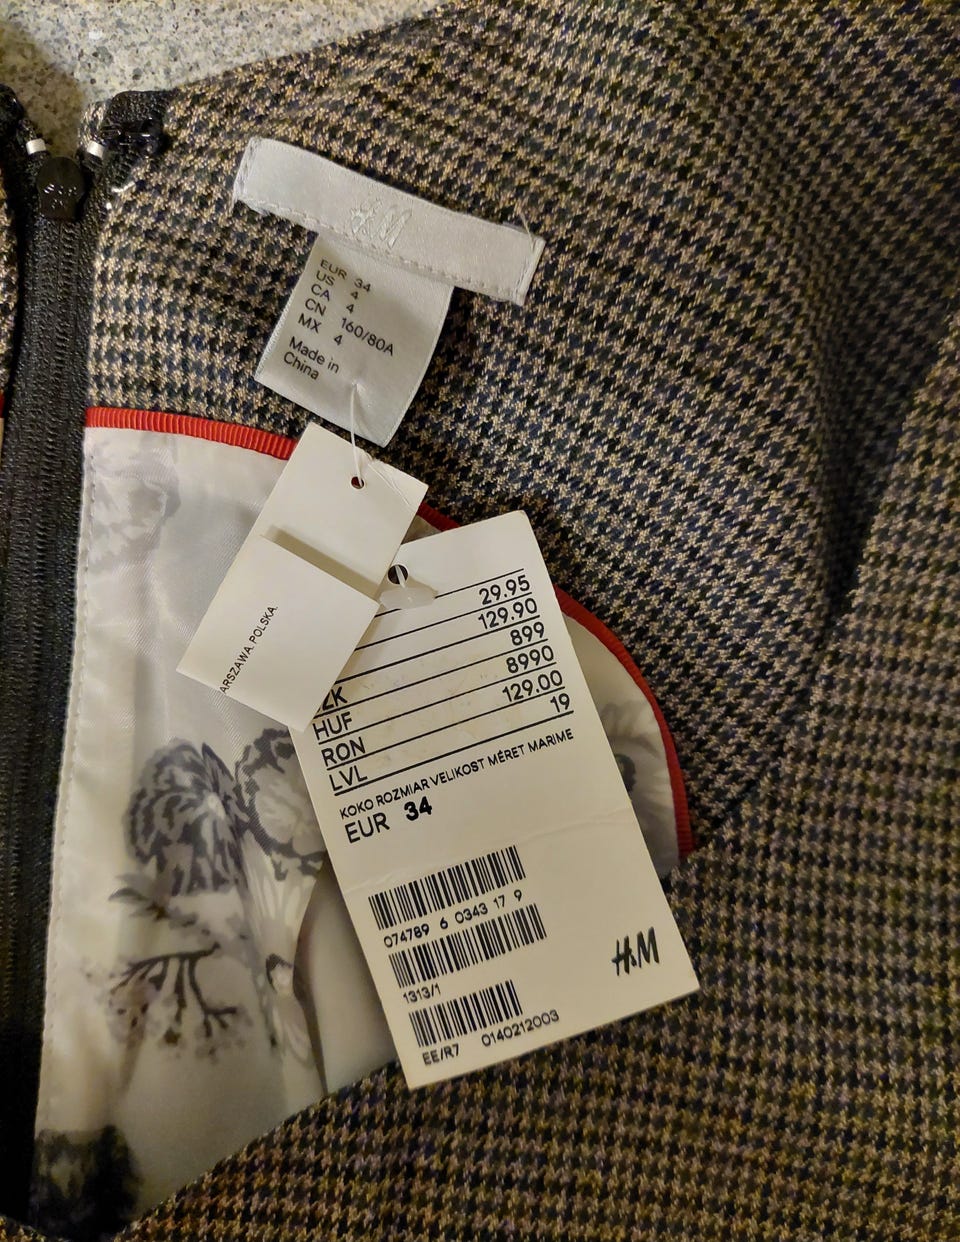 H&M
EUR 34
US 4
CA 4
CN 160/80A
MX 4
Made in
China
ARSZAWA. POLSKA.
29.95
129.90
ZK 899
HUF 8990
RON 129.00
LVL 19
KOKO ROZMIAR VELIKOST MÉRET MARIME
EUR 34
074789 6 0343 17 9
1313/1
H&M
EE/R7 0140212003